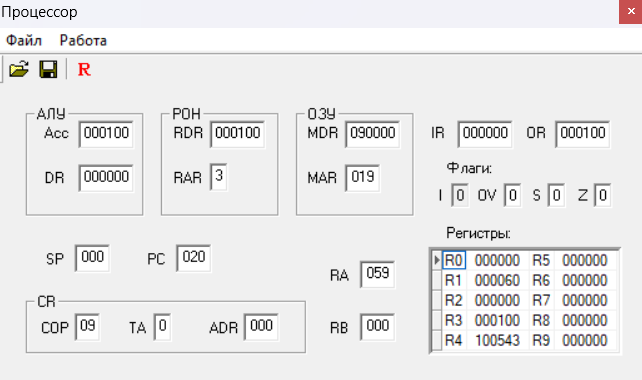 Процессор
Файл Работа
R
АЛУ РОН ОЗУ
Acc 000100 RDR 000100 MDR 090000 IR 000000 OR 000100
DR 000000 RAR 3 MAR 019
Флаги:
I 0 OV 0 S 0 Z 0
Регистры:
SP 000 PC 020
RA 059
R0 000000 R5 000000
R1 000060 R6 000000
R2 000000 R7 000000
R3 000100 R8 000000
R4 100543 R9 000000
CR
COP 09 TA 0 ADR 000 RB 000